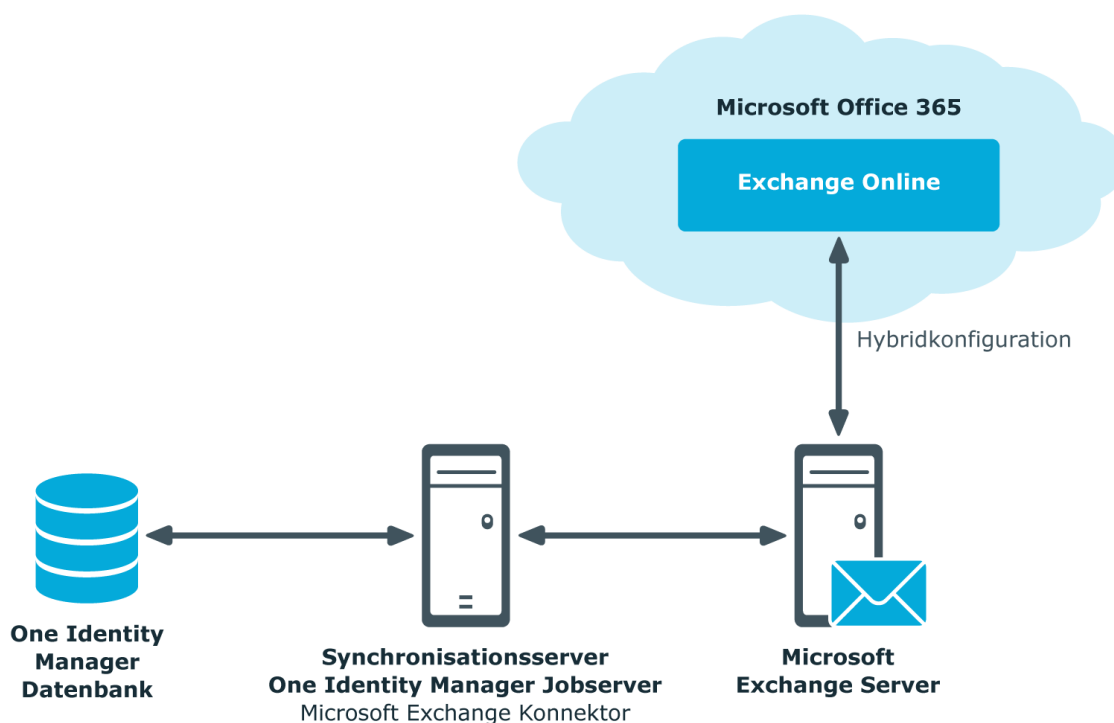 Microsoft Office 365
Exchange Online
Hybridkonfiguration
One Identity
Manager
Datenbank
Synchronisationsserver
One Identity Manager Jobserver
Microsoft Exchange Konnektor
Microsoft
Exchange Server